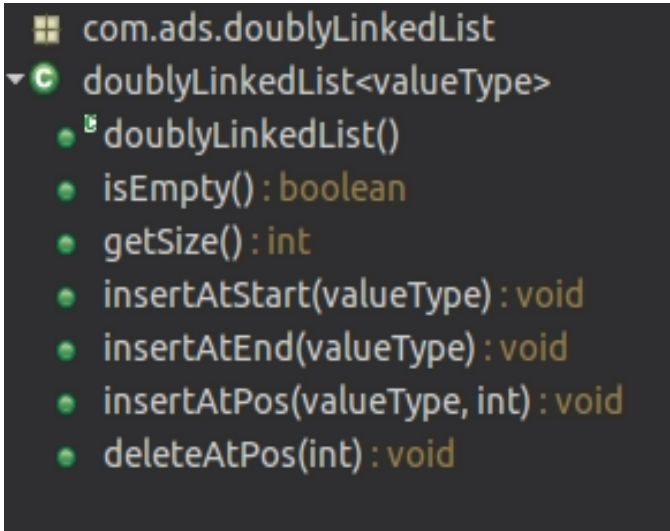 com.ads.doublyLinkedList
C doublyLinkedList<valueType>
C doublyLinkedList()
isEmpty() : boolean
getSize() : int
insertAtStart(valueType) : void
insertAtEnd(valueType) : void
insertAtPos(valueType, int) : void
deleteAtPos(int) : void